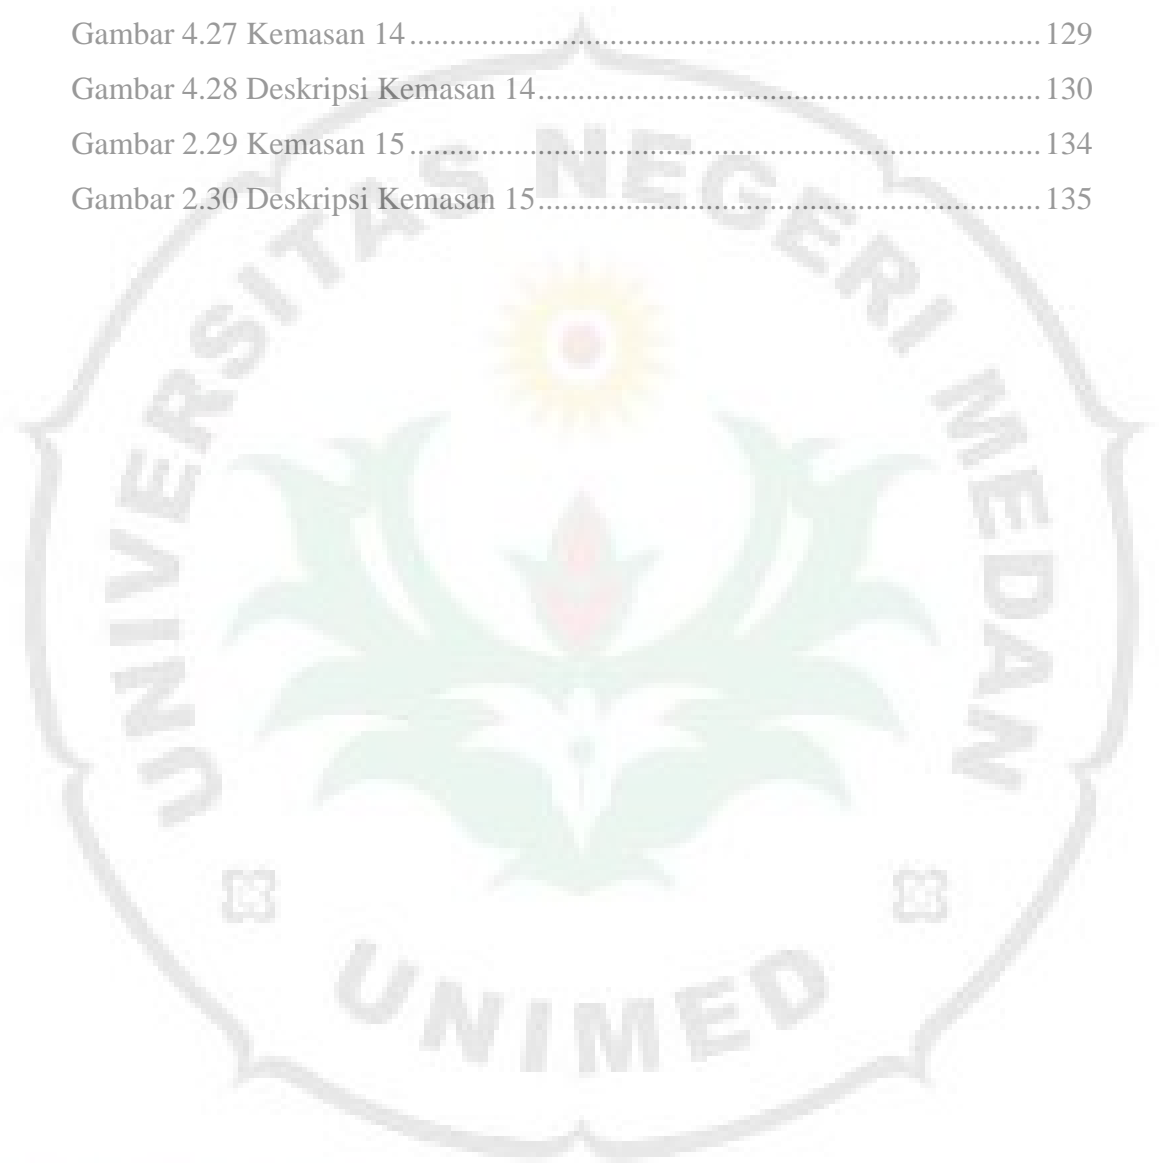 Gambar 4.27 Kemasan 14 ................................................................................ 129
Gambar 4.28 Deskripsi Kemasan 14................................................................ 130
Gambar 2.29 Kemasan 15 ................................................................................ 134
Gambar 2.30 Deskripsi Kemasan 15................................................................ 135
UNIVERSITAS NEGERI MEDAN
UNIMED